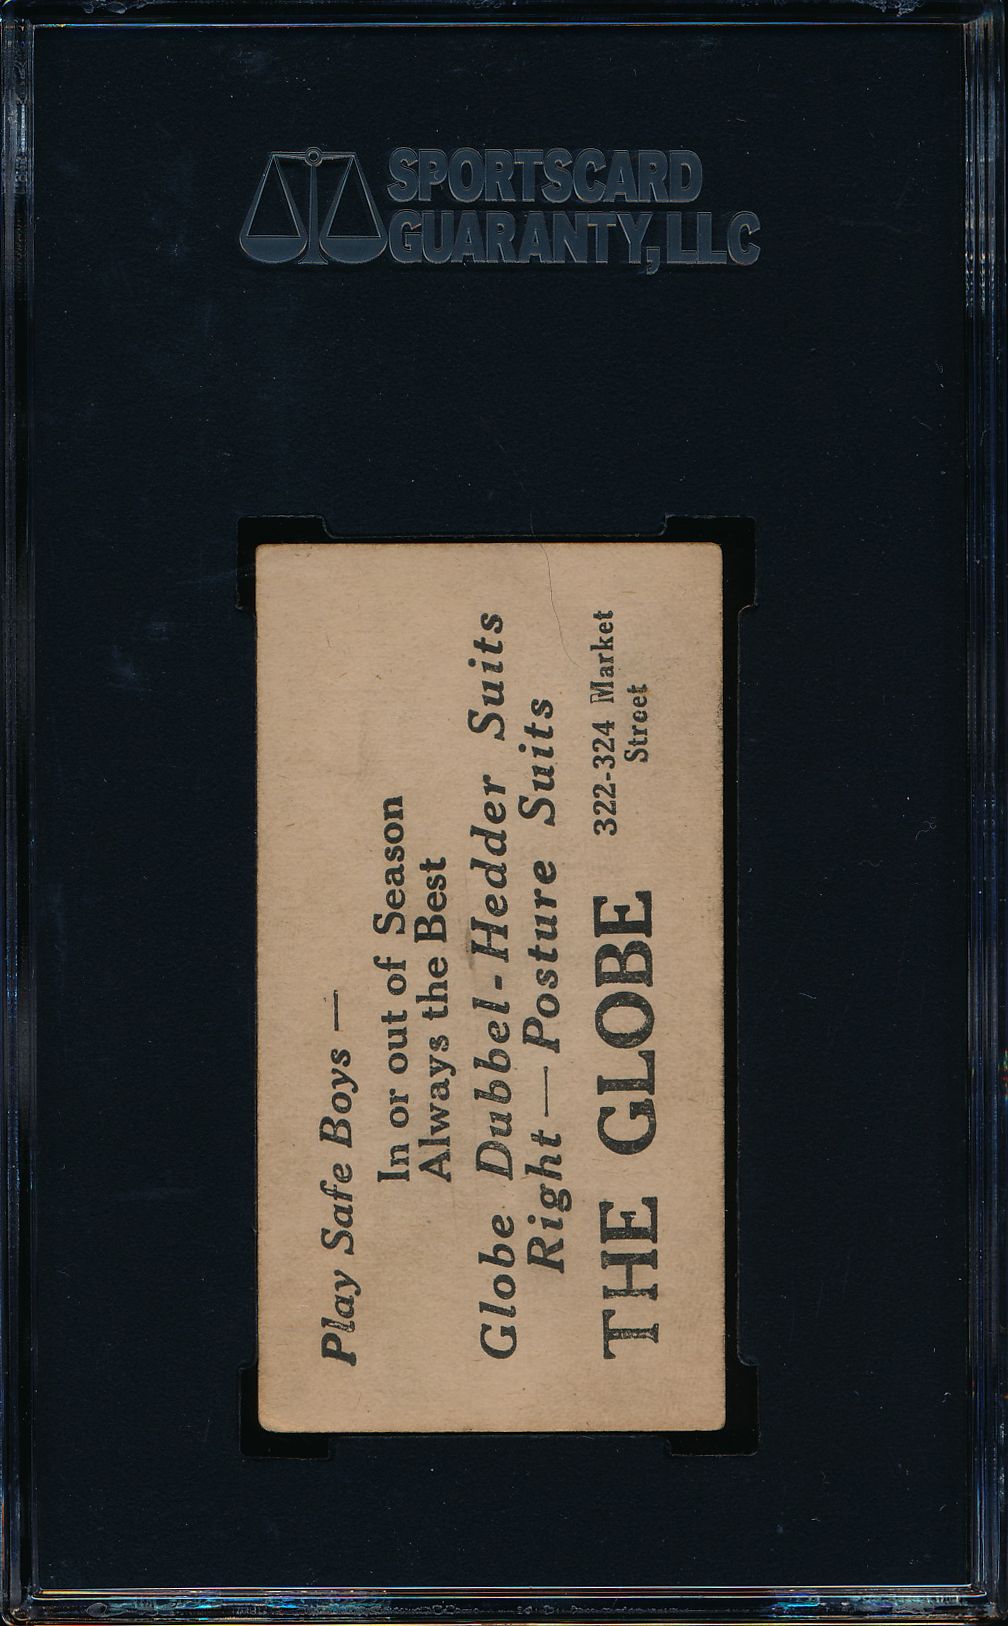 SPORTSCARD
GUARANTY, LLC
Play Safe Boys —
In or out of Season
Always the Best
Globe Dubbel-Hedder Suits
Right — Posture Suits
THE GLOBE
322-324 Market
Street